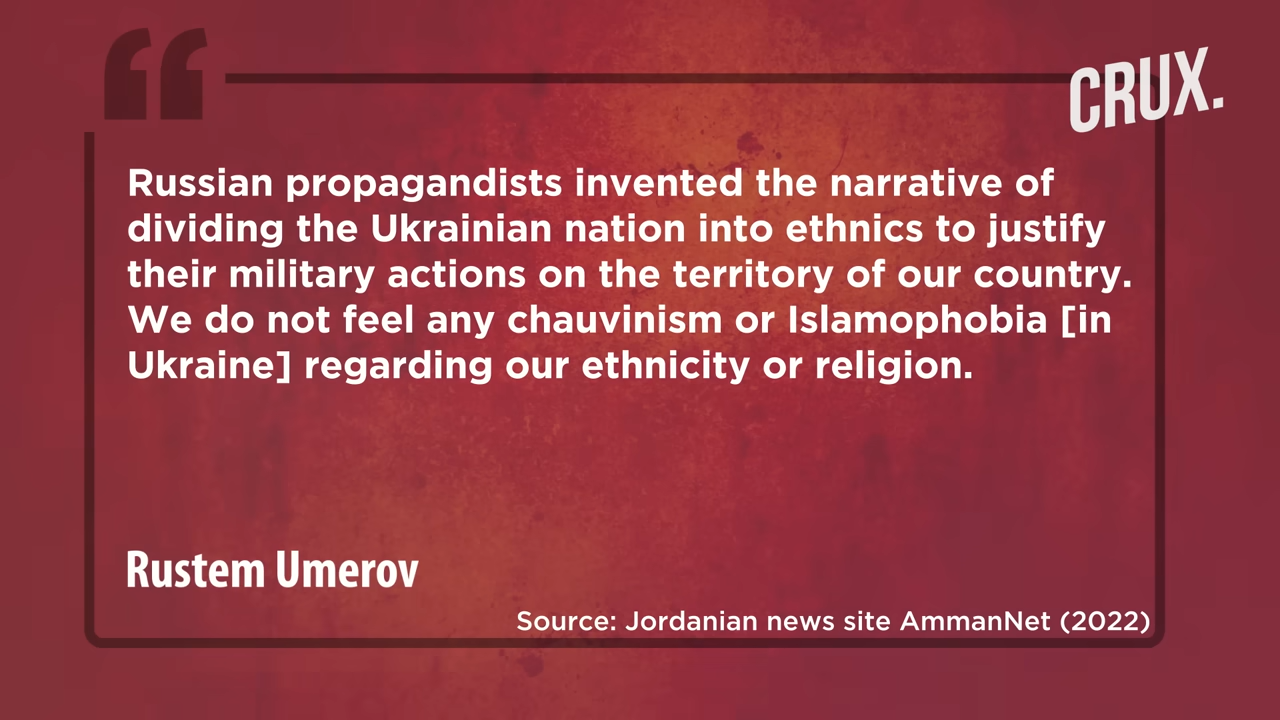 CRUX.
Russian propagandists invented the narrative of
dividing the Ukrainian nation into ethnics to justify
their military actions on the territory of our country.
We do not feel any chauvinism or Islamophobia [in
Ukraine] regarding our ethnicity or religion.
Rustem Umerov
Source: Jordanian news site AmmanNet (2022)